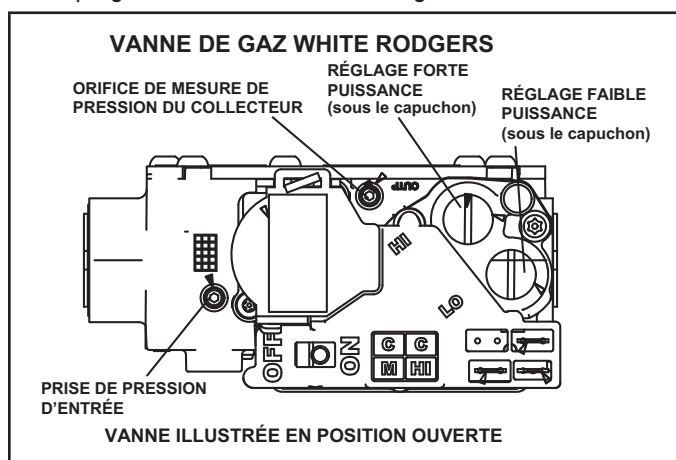 VANNE DE GAZ WHITE RODGERS
ORIFICE DE MESURE DE
PRESSION DU COLLECTEUR
RÉGLAGE FORTE
PUISSANCE
(sous le capuchon)
RÉGLAGE FAIBLE
PUISSANCE
(sous le capuchon)
OUTP
HI
LO
OFF
ON
C C
M HI
PRISE DE PRESSION
D’ENTRÉE
VANNE ILLUSTRÉE EN POSITION OUVERTE